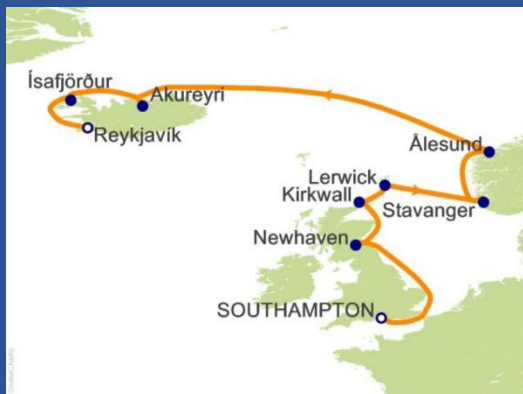 Ísafjörður
Akureyri
Reykjavík
Ålesund
Lerwick
Kirkwall
Stavanger
Newhaven
SOUTHAMPTON